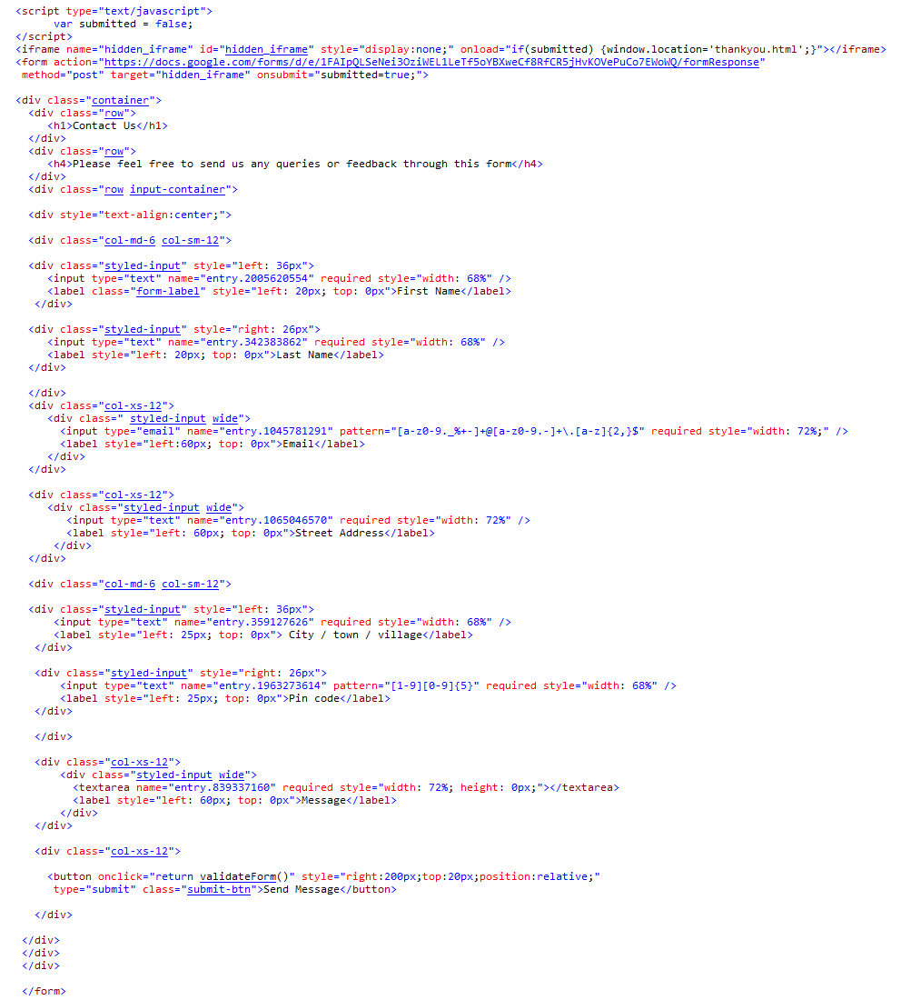 <script type="text/javascript">
var submitted = false;
</script>
<iframe name="hidden_iframe" id="hidden_iframe" style="display:none;" onload="if(submitted) {window.location='thankyou.html';}"></iframe>
<form action="https://docs.google.com/forms/d/e/1FAIpQLSeNei3OziWEL1LeTf5oYBXweCf8RfCR5jHvKOVePuCo7EWoWQ/formResponse"
method="post" target="hidden_iframe" onsubmit="submitted=true;">
<div class="container">
<div class="row">
<h1>Contact Us</h1>
</div>
<div class="row">
<h4>Please feel free to send us any queries or feedback through this form</h4>
</div>
<div class="row input-container">
<div style="text-align:center;">
<div class="col-md-6 col-sm-12">
<div class="styled-input" style="left: 36px">
<input type="text" name="entry.2005620554" required style="width: 68%" />
<label class="form-label" style="left: 20px; top: 0px">First Name</label>
</div>
<div class="styled-input" style="right: 26px">
<input type="text" name="entry.342383862" required style="width: 68%" />
<label style="left: 20px; top: 0px">Last Name</label>
</div>
</div>
<div class="col-xs-12">
<div class=" styled-input wide">
<input type="email" name="entry.1045781291" pattern="[a-z0-9._%+-]+@[a-z0-9.-]+\.[a-z]{2,}$" required style="width: 72%;" />
<label style="left:60px; top: 0px">Email</label>
</div>
</div>
<div class="col-xs-12">
<div class="styled-input wide">
<input type="text" name="entry.1065046570" required style="width: 72%" />
<label style="left: 60px; top: 0px">Street Address</label>
</div>
</div>
<div class="col-md-6 col-sm-12">
<div class="styled-input" style="left: 36px">
<input type="text" name="entry.359127626" required style="width: 68%" />
<label style="left: 25px; top: 0px"> City / town / village</label>
</div>
<div class="styled-input" style="right: 26px">
<input type="text" name="entry.1963273614" pattern="[1-9][0-9]{5}" required style="width: 68%" />
<label style="left: 25px; top: 0px">Pin code</label>
</div>
</div>
<div class="col-xs-12">
<div class="styled-input wide">
<textarea name="entry.839337160" required style="width: 72%; height: 0px;"></textarea>
<label style="left: 60px; top: 0px">Message</label>
</div>
</div>
<div class="col-xs-12">
<button onclick="return validateForm()" style="right:200px;top:20px;position:relative;"
type="submit" class="submit-btn">Send Message</button>
</div>
</div>
</div>
</div>
</form>